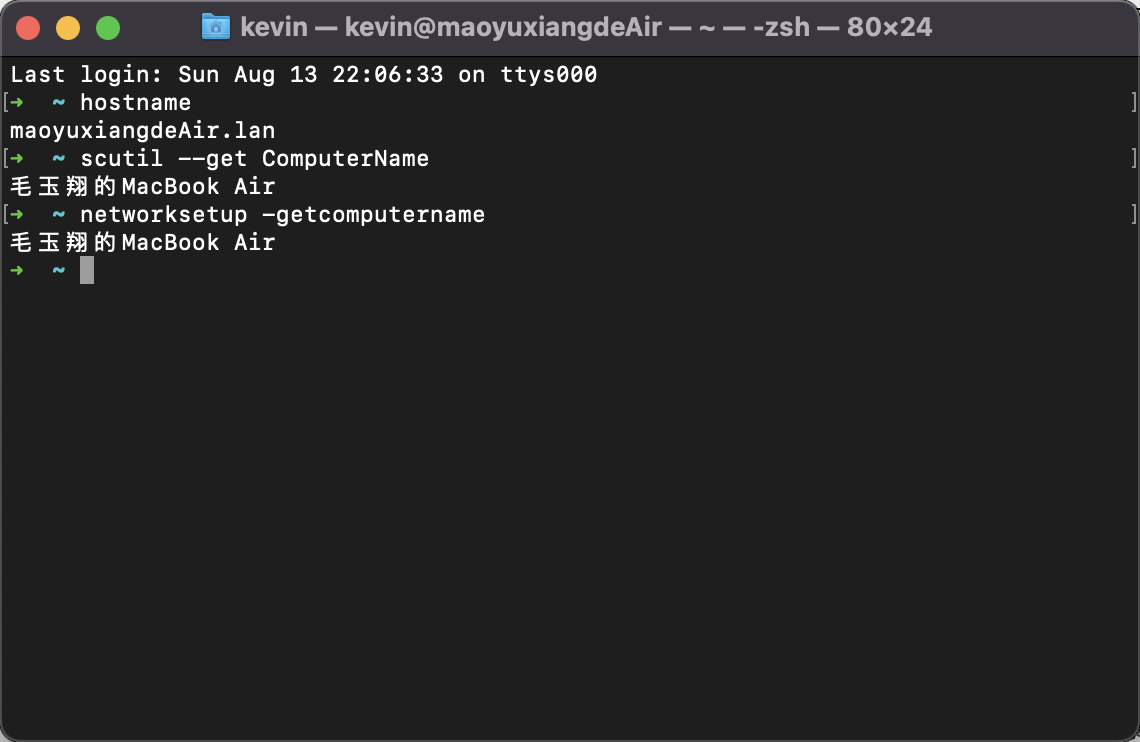 kevin — kevin@maoyuxiangdeAir — ~ — -zsh — 80×24
Last login: Sun Aug 13 22:06:33 on ttys000
[➜  ~ hostname ]
maoyuxiangdeAir.lan
[➜  ~ scutil --get ComputerName ]
毛玉翔的MacBook Air
[➜  ~ networksetup -getcomputername ]
毛玉翔的MacBook Air
➜  ~